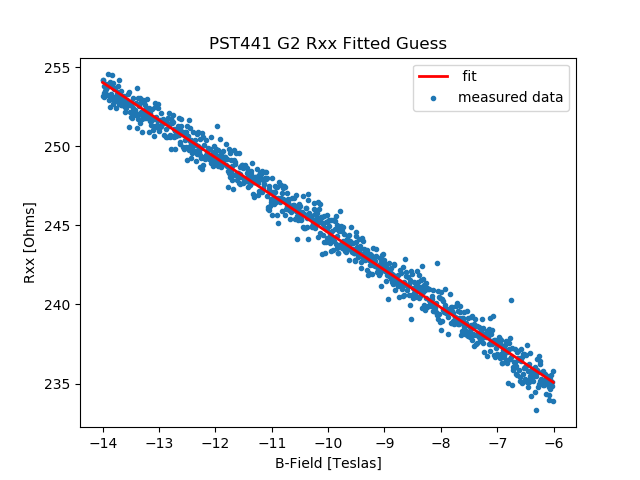 PST441 G2 Rxx Fitted Guess
fit
measured data
Rxx [Ohms]
255
250
245
240
235
−14 −13 −12 −11 −10 −9 −8 −7 −6
B-Field [Teslas]